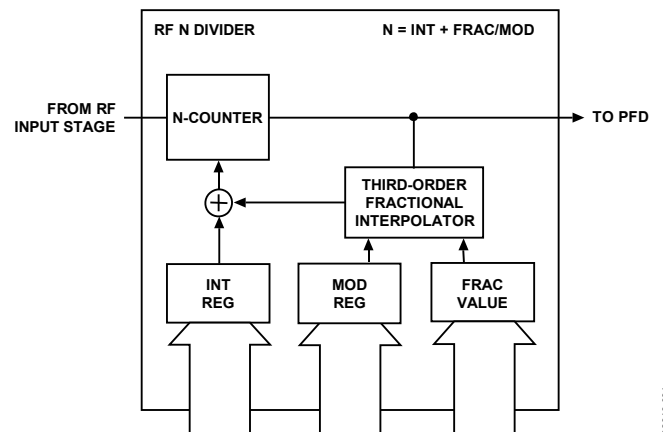 RF N DIVIDER
N = INT + FRAC/MOD
FROM RF
INPUT STAGE
N-COUNTER
TO PFD
THIRD-ORDER
FRACTIONAL
INTERPOLATOR
INT
REG
MOD
REG
FRAC
VALUE